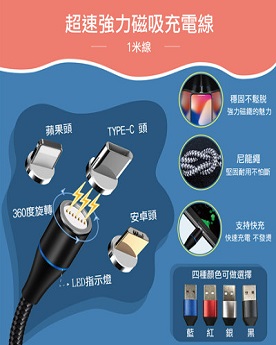 超速強力磁吸充電線
1米線
蘋果頭
TYPE-C 頭
360度旋轉
安卓頭
LED指示燈
穩固不鬆脫
強力磁鐵的魅力
尼龍繩
堅固耐用不怕斷
支持快充
快速充電 不發燙
四種顏色可做選擇
藍
紅
銀
黑